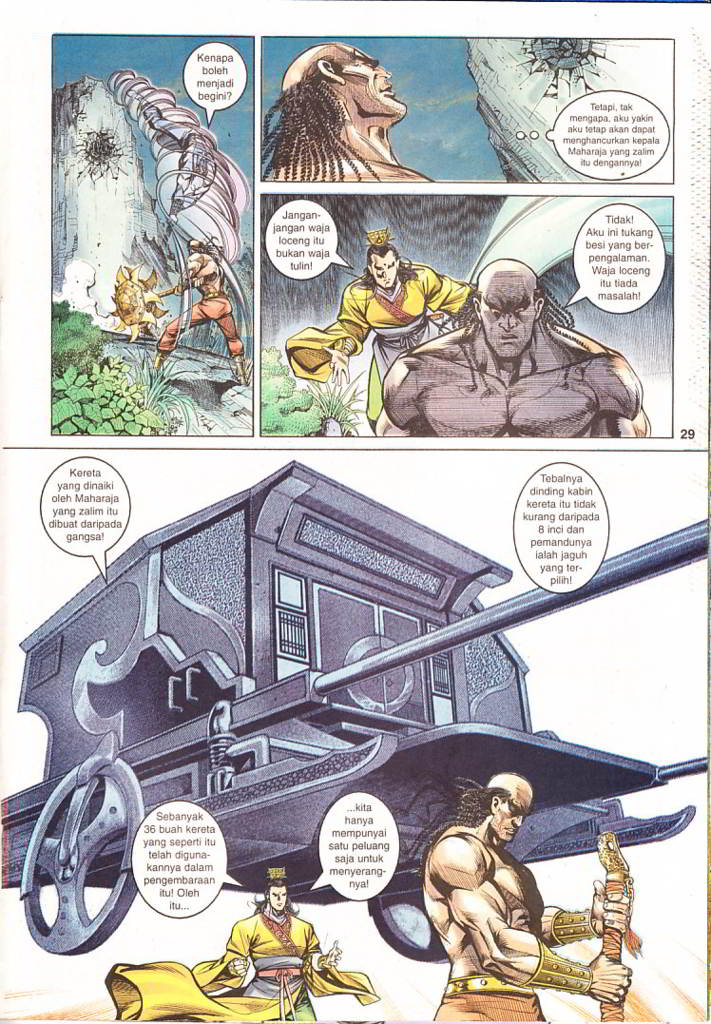 Kenapa
boleh
menjadi
begini?
Tetapi, tak
mengapa, aku yakin
aku tetap akan dapat
menghancurkan kepala
Maharaja yang zalim
itu dengannya!
Jangan-
jangan waja
loceng itu
bukan waja
tulin!
Tidak!
Aku ini tukang
besi yang ber-
pengalaman.
Waja loceng
itu tiada
masalah!
29
Kereta
yang dinaiki
oleh Maharaja
yang zalim itu
dibuat daripada
gangsa!
Tebalnya
dinding kabin
kereta itu tidak
kurang daripada
8 inci dan
pemandunya
ialah jaguh
yang ter-
pilih!
Sebanyak
36 buah kereta
yang seperti itu
telah diguna-
kannya dalam
pengembaraan
itu! Oleh
itu...
...kita
hanya
mempunyai
satu peluang
saja untuk
menyerang-
nya!